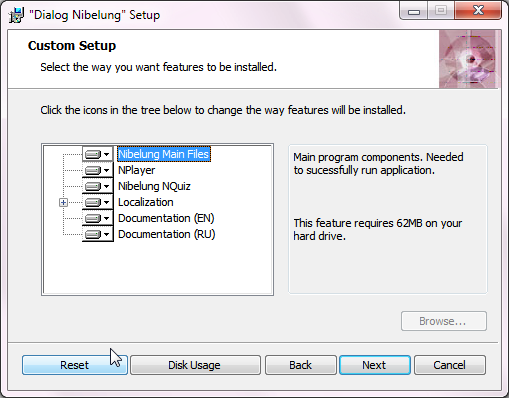 "Dialog Nibelung" Setup
Custom Setup
Select the way you want features to be installed.
Click the icons in the tree below to change the way features will be installed.
Nibelung Main Files
NPlayer
Nibelung NQuiz
Localization
Documentation (EN)
Documentation (RU)
Main program components. Needed
to sucessfully run application.
This feature requires 62MB on your
hard drive.
Browse...
Reset
Disk Usage
Back
Next
Cancel